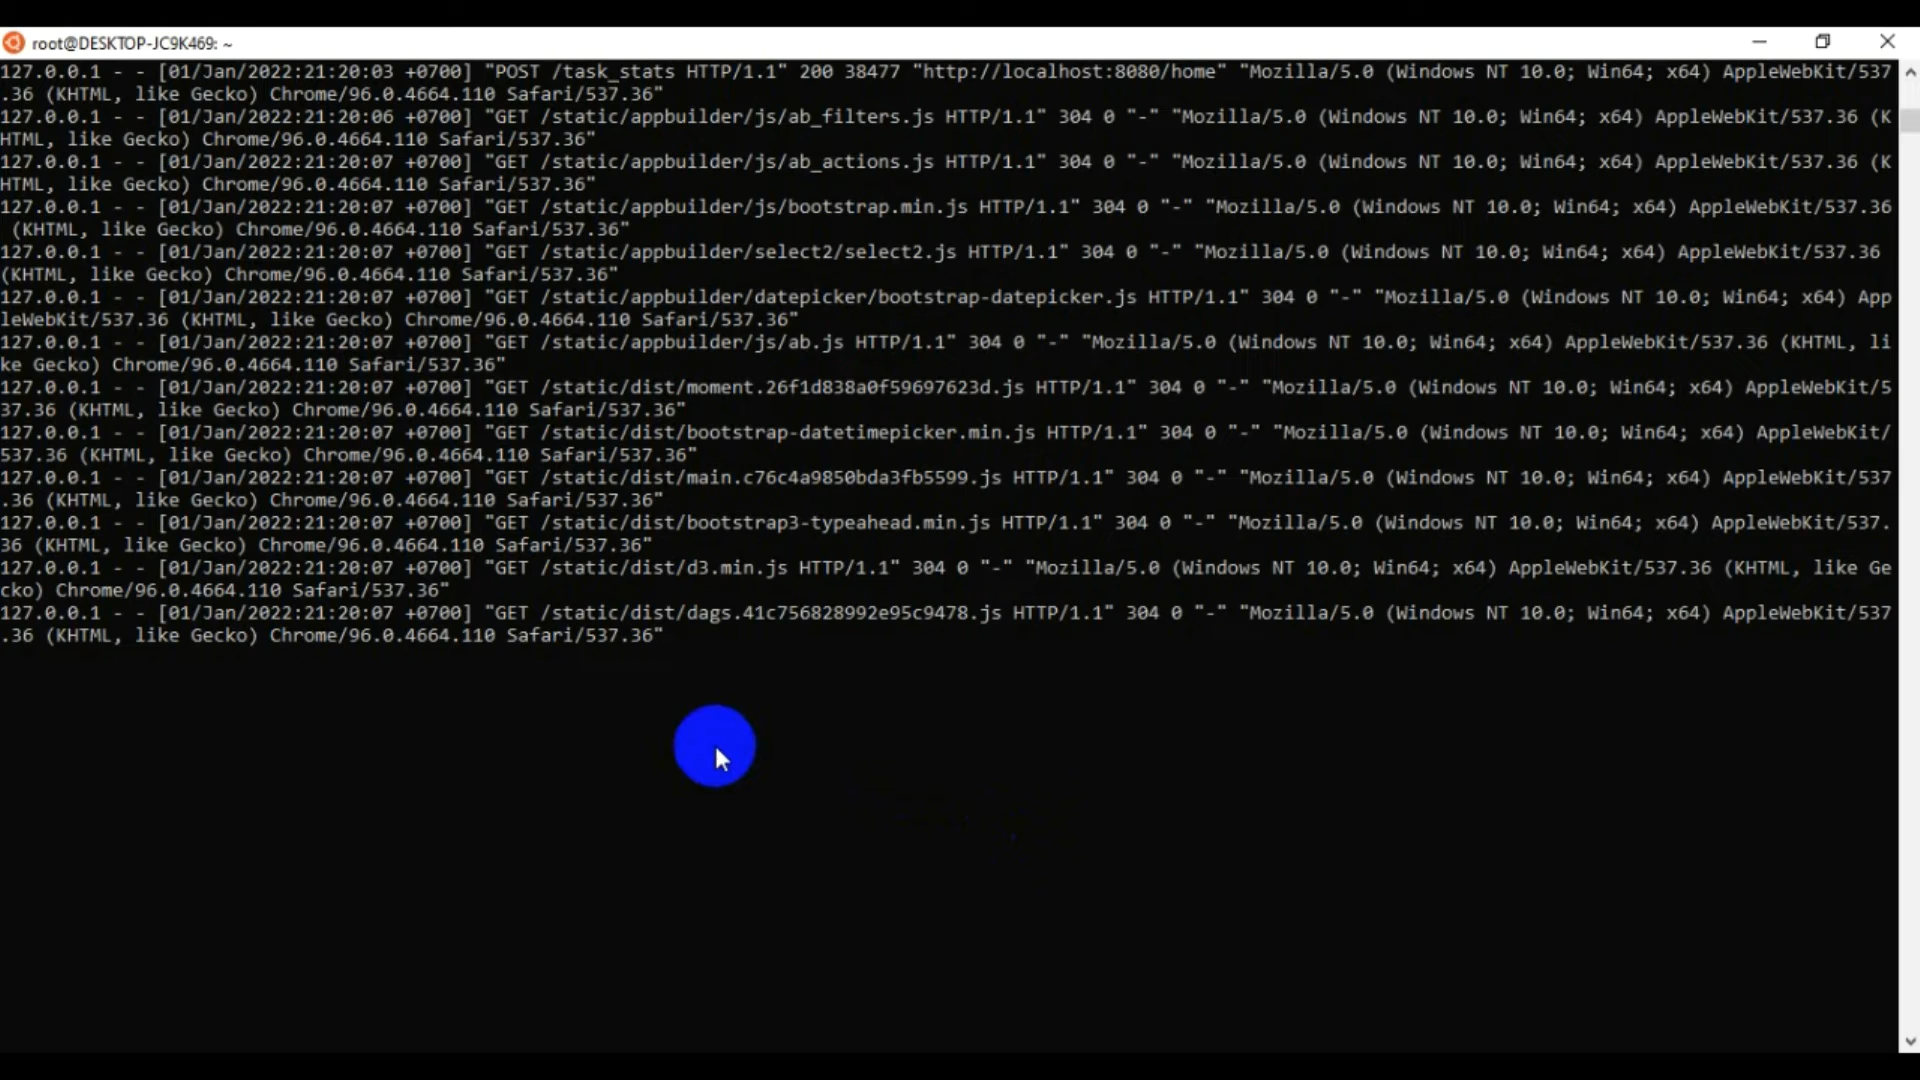 root@DESKTOP-JC9K469: ~
127.0.0.1 - - [01/Jan/2022:21:20:03 +0700] "POST /task_stats HTTP/1.1" 200 38477 "http://localhost:8080/home" "Mozilla/5.0 (Windows NT 10.0; Win64; x64) AppleWebKit/537
.36 (KHTML, like Gecko) Chrome/96.0.4664.110 Safari/537.36"
127.0.0.1 - - [01/Jan/2022:21:20:06 +0700] "GET /static/appbuilder/js/ab_filters.js HTTP/1.1" 304 0 "-" "Mozilla/5.0 (Windows NT 10.0; Win64; x64) AppleWebKit/537.36 (K
HTML, like Gecko) Chrome/96.0.4664.110 Safari/537.36"
127.0.0.1 - - [01/Jan/2022:21:20:07 +0700] "GET /static/appbuilder/js/ab_actions.js HTTP/1.1" 304 0 "-" "Mozilla/5.0 (Windows NT 10.0; Win64; x64) AppleWebKit/537.36 (K
HTML, like Gecko) Chrome/96.0.4664.110 Safari/537.36"
127.0.0.1 - - [01/Jan/2022:21:20:07 +0700] "GET /static/appbuilder/js/bootstrap.min.js HTTP/1.1" 304 0 "-" "Mozilla/5.0 (Windows NT 10.0; Win64; x64) AppleWebKit/537.36
(KHTML, like Gecko) Chrome/96.0.4664.110 Safari/537.36"
127.0.0.1 - - [01/Jan/2022:21:20:07 +0700] "GET /static/appbuilder/select2/select2.js HTTP/1.1" 304 0 "-" "Mozilla/5.0 (Windows NT 10.0; Win64; x64) AppleWebKit/537.36
(KHTML, like Gecko) Chrome/96.0.4664.110 Safari/537.36"
127.0.0.1 - - [01/Jan/2022:21:20:07 +0700] "GET /static/appbuilder/datepicker/bootstrap-datepicker.js HTTP/1.1" 304 0 "-" "Mozilla/5.0 (Windows NT 10.0; Win64; x64) App
leWebKit/537.36 (KHTML, like Gecko) Chrome/96.0.4664.110 Safari/537.36"
127.0.0.1 - - [01/Jan/2022:21:20:07 +0700] "GET /static/appbuilder/js/ab.js HTTP/1.1" 304 0 "-" "Mozilla/5.0 (Windows NT 10.0; Win64; x64) AppleWebKit/537.36 (KHTML, li
ke Gecko) Chrome/96.0.4664.110 Safari/537.36"
127.0.0.1 - - [01/Jan/2022:21:20:07 +0700] "GET /static/dist/moment.26f1d838a0f59697623d.js HTTP/1.1" 304 0 "-" "Mozilla/5.0 (Windows NT 10.0; Win64; x64) AppleWebKit/5
37.36 (KHTML, like Gecko) Chrome/96.0.4664.110 Safari/537.36"
127.0.0.1 - - [01/Jan/2022:21:20:07 +0700] "GET /static/dist/bootstrap-datetimepicker.min.js HTTP/1.1" 304 0 "-" "Mozilla/5.0 (Windows NT 10.0; Win64; x64) AppleWebKit/
537.36 (KHTML, like Gecko) Chrome/96.0.4664.110 Safari/537.36"
127.0.0.1 - - [01/Jan/2022:21:20:07 +0700] "GET /static/dist/main.c76c4a9850bda3fb5599.js HTTP/1.1" 304 0 "-" "Mozilla/5.0 (Windows NT 10.0; Win64; x64) AppleWebKit/537
.36 (KHTML, like Gecko) Chrome/96.0.4664.110 Safari/537.36"
127.0.0.1 - - [01/Jan/2022:21:20:07 +0700] "GET /static/dist/bootstrap3-typeahead.min.js HTTP/1.1" 304 0 "-" "Mozilla/5.0 (Windows NT 10.0; Win64; x64) AppleWebKit/537.
36 (KHTML, like Gecko) Chrome/96.0.4664.110 Safari/537.36"
127.0.0.1 - - [01/Jan/2022:21:20:07 +0700] "GET /static/dist/d3.min.js HTTP/1.1" 304 0 "-" "Mozilla/5.0 (Windows NT 10.0; Win64; x64) AppleWebKit/537.36 (KHTML, like Ge
cko) Chrome/96.0.4664.110 Safari/537.36"
127.0.0.1 - - [01/Jan/2022:21:20:07 +0700] "GET /static/dist/dags.41c756828992e95c9478.js HTTP/1.1" 304 0 "-" "Mozilla/5.0 (Windows NT 10.0; Win64; x64) AppleWebKit/537
.36 (KHTML, like Gecko) Chrome/96.0.4664.110 Safari/537.36"